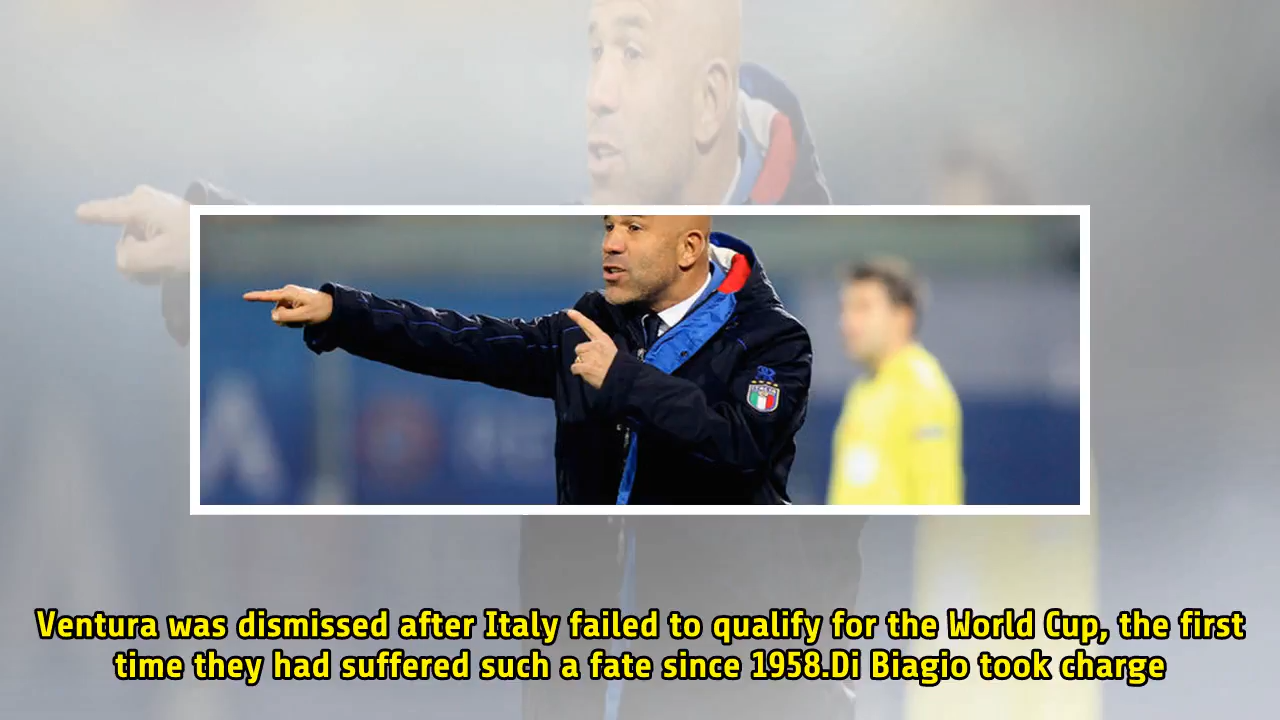 Ventura was dismissed after Italy failed to qualify for the World Cup, the first
time they had suffered such a fate since 1958.Di Biagio took charge